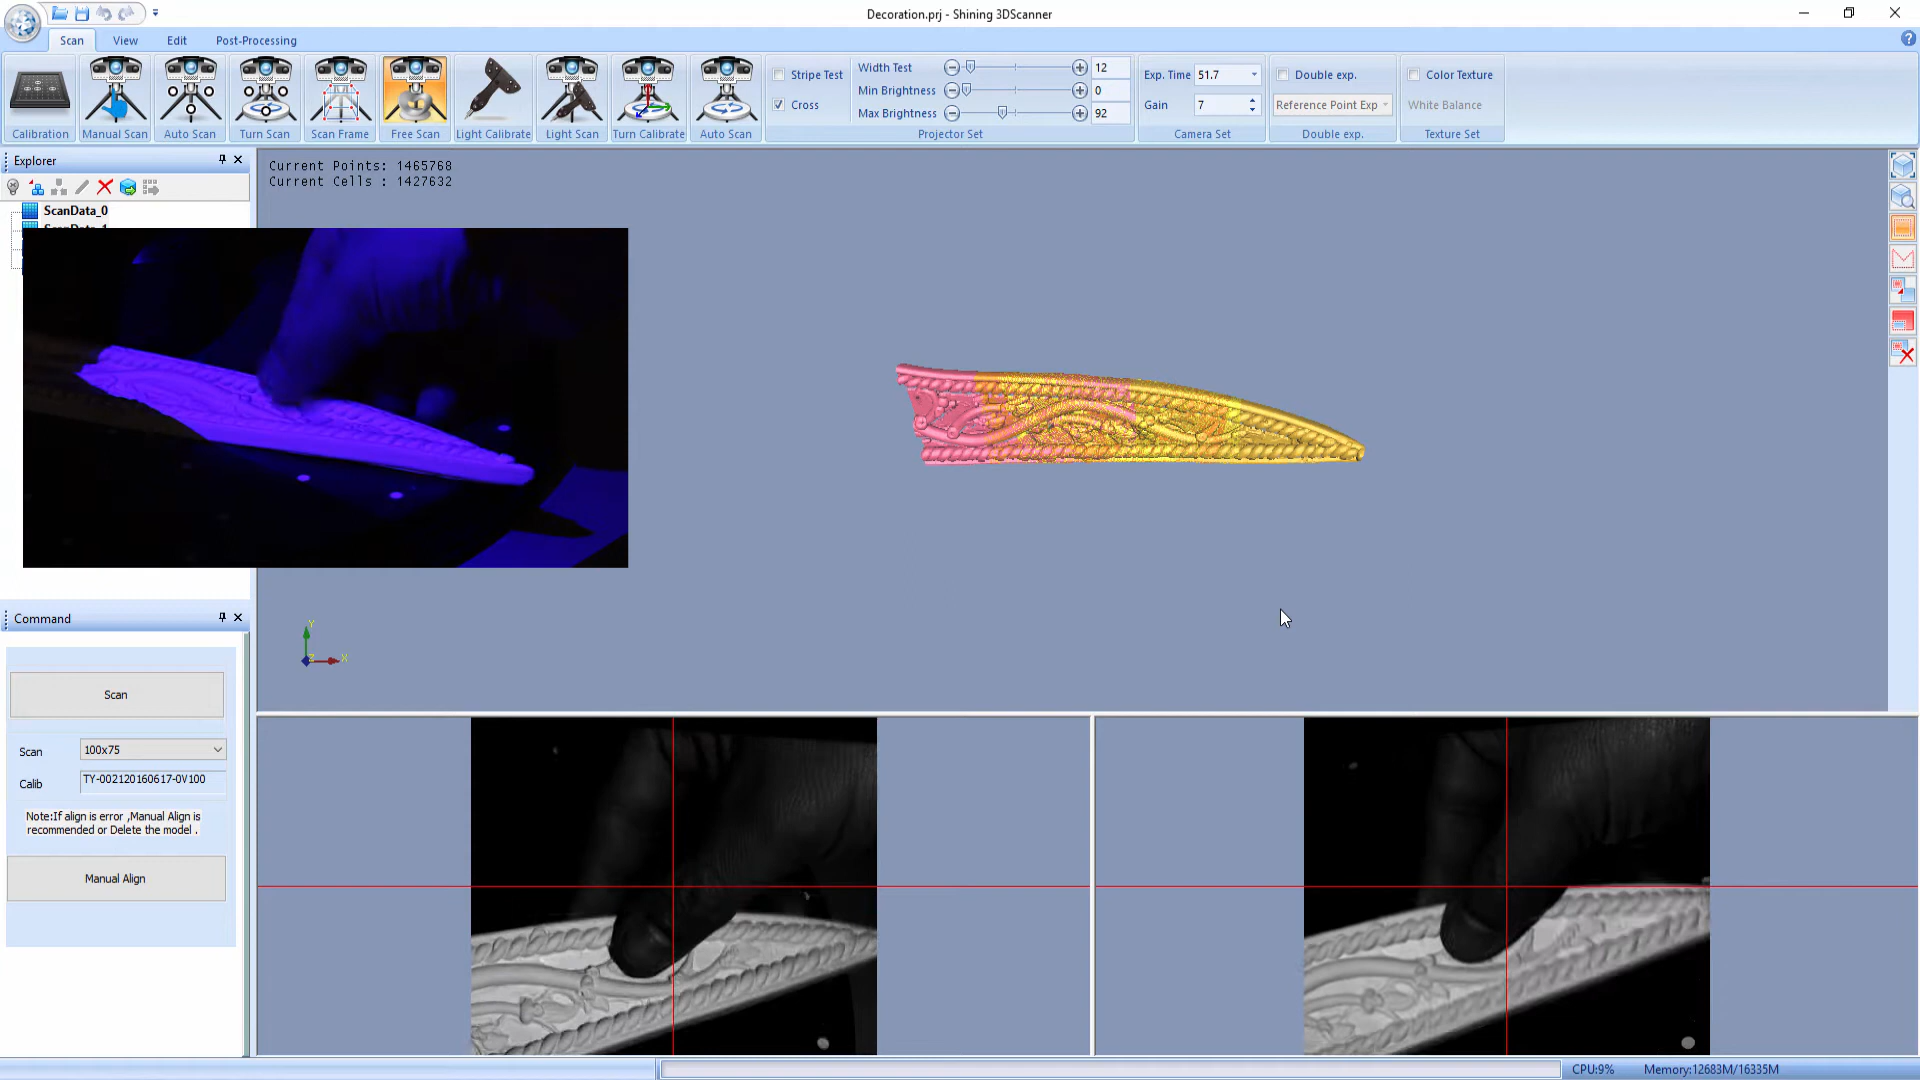 Decoration.prj - Shining 3DScanner
Scan View Edit Post-Processing
Stripe Test Width Test 12 Exp. Time 51.7 Double exp. Color Texture
Min Brightness 0
Cross Max Brightness 92 Gain 7 Reference Point Exp White Balance
Calibration Manual Scan Auto Scan Turn Scan Scan Frame Free Scan Light Calibrate Light Scan Turn Calibrate Auto Scan Projector Set Camera Set Double exp. Texture Set
Explorer
Current Points: 1465768
Current Cells : 1427632
ScanData_0
ScanData_1
Y
Z X
Command
Scan
Scan 100x75
Calib TY-002120160617-0V100
Note:If align is error ,Manual Align is
recommended or Delete the model .
Manual Align
CPU:9% Memory:12683M/16335M